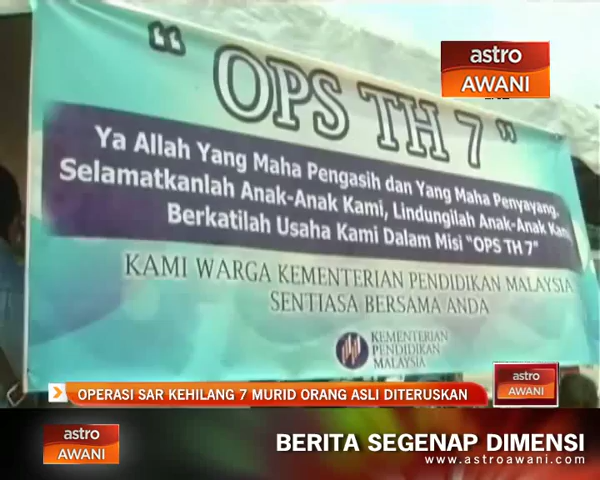 astro
AWANI
" OPS TH 7 "
Ya Allah Yang Maha Pengasih dan Yang Maha Penyayang.
Selamatkanlah Anak-Anak Kami, Lindungilah Anak-Anak Kami,
Berkatilah Usaha Kami Dalam Misi "OPS TH 7"
KAMI WARGA KEMENTERIAN PENDIDIKAN MALAYSIA
SENTIASA BERSAMA ANDA
KEMENTERIAN
PENDIDIKAN
MALAYSIA
OPERASI SAR KEHILANG 7 MURID ORANG ASLI DITERUSKAN
astro
AWANI
astro
AWANI
BERITA SEGENAP DIMENSI
www.astroawani.com